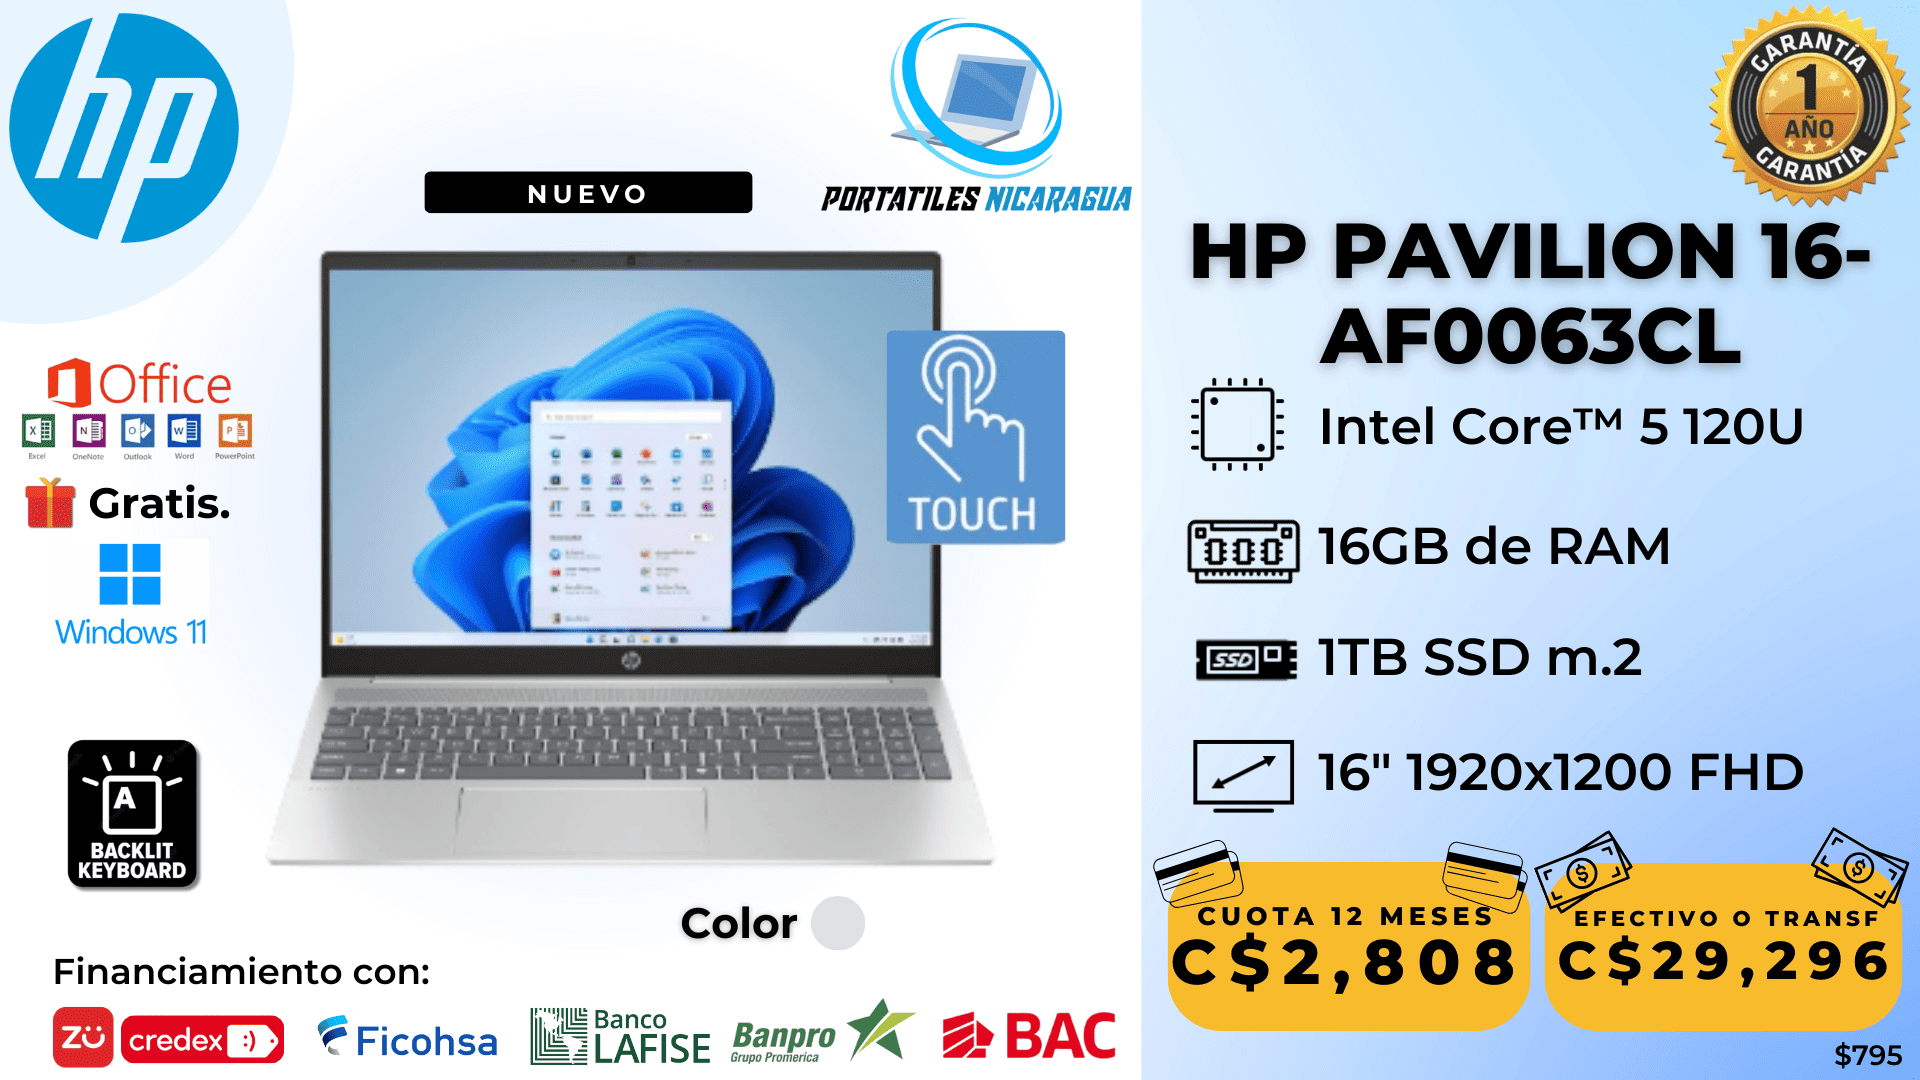 hp
PORTATILES NICARAGUA
NUEVO
Office
Excel
OneNote
Outlook
Word
PowerPoint
Gratis.
Windows 11
TOUCH
A
BACKLIT
KEYBOARD
Color
Financiamiento con:
zü
credex :)
Ficohsa
Banco
LAFISE
Banpro
Grupo Promerica
BAC
GARANTÍA
1
AÑO
GARANTÍA
HP PAVILION 16-
AF0063CL
Intel Core™ 5 120U
16GB de RAM
SSD
1TB SSD m.2
16" 1920x1200 FHD
CUOTA 12 MESES
C$2,808
EFECTIVO O TRANSF
C$29,296
$795